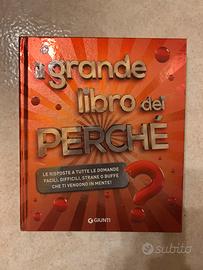 il grande
libro dei
PERCHÉ
LE RISPOSTE A TUTTE LE DOMANDE
FACILI, DIFFICILI, STRANE O BUFFE
CHE TI VENGONO IN MENTE!
?
GIUNTI
subito